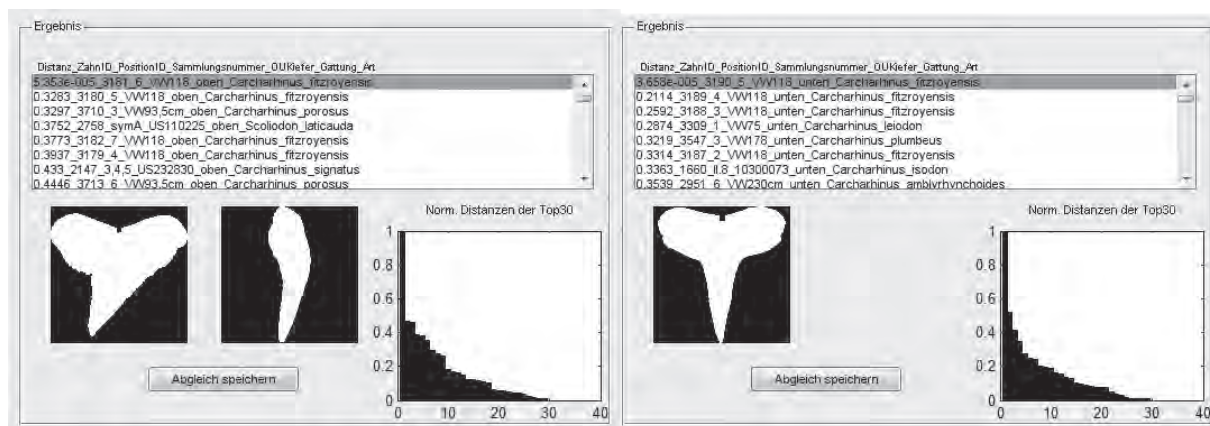 Ergebnis
Distanz_ZahnID_PositionID_Sammlungsnummer_OUKiefer_Gattung_Art
5.353e-005_3181_6_VW118_oben_Carcharhinus_fitzroyensis
0.3283_3180_5_VW118_oben_Carcharhinus_fitzroyensis
0.3297_3710_3_VW93,5cm_oben_Carcharhinus_porosus
0.3752_2758_symA_US110225_oben_Scoliodon_laticauda
0.3773_3182_7_VW118_oben_Carcharhinus_fitzroyensis
0.3937_3179_4_VW118_oben_Carcharhinus_fitzroyensis
0.433_2147_3,4,5_US232830_oben_Carcharhinus_signatus
0.4446_3713_6_VW93,5cm_oben_Carcharhinus_porosus
Norm. Distanzen der Top30
1
0.8
0.6
0.4
0.2
0
0 10 20 30 40
Abgleich speichern
Ergebnis
Distanz_ZahnID_PositionID_Sammlungsnummer_OUKiefer_Gattung_Art
3.658e-005_3190_5_VW118_unten_Carcharhinus_fitzroyensis
0.2114_3189_4_VW118_unten_Carcharhinus_fitzroyensis
0.2592_3188_3_VW118_unten_Carcharhinus_fitzroyensis
0.2874_3309_1_VW75_unten_Carcharhinus_leiodon
0.3219_3547_3_VW178_unten_Carcharhinus_plumbeus
0.3314_3187_2_VW118_unten_Carcharhinus_fitzroyensis
0.3363_1660_il.8_10300073_unten_Carcharhinus_isodon
0.3539_2951_6_VW230cm_unten_Carcharhinus_amblyrhynchoides
Norm. Distanzen der Top30
1
0.8
0.6
0.4
0.2
0
0 10 20 30 40
Abgleich speichern